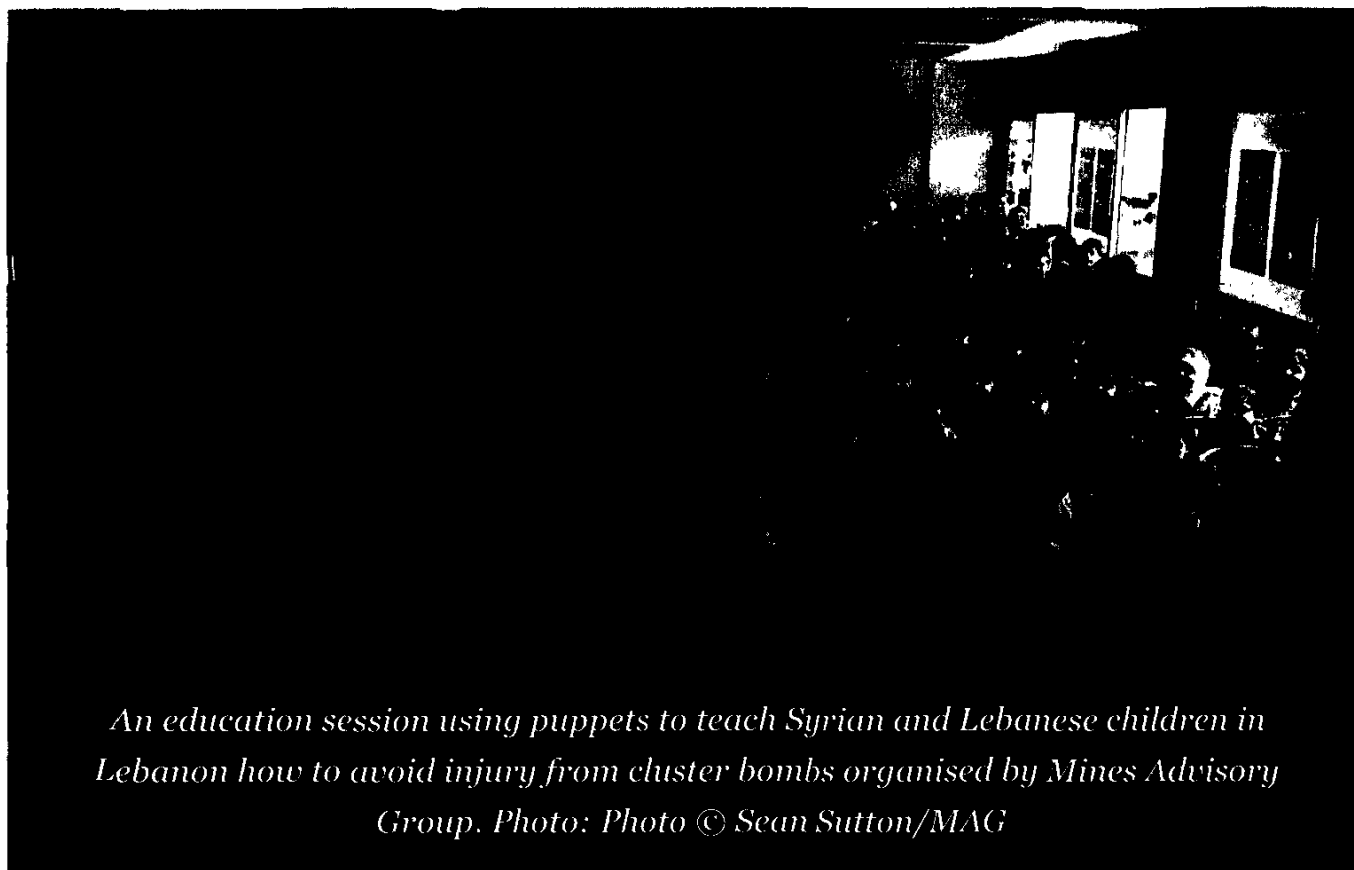 An education session using puppets to teach Syrian and Lebanese children in
Lebanon how to avoid injury from cluster bombs organised by Mines Advisory
Group. Photo: Photo © Sean Sutton/MAG